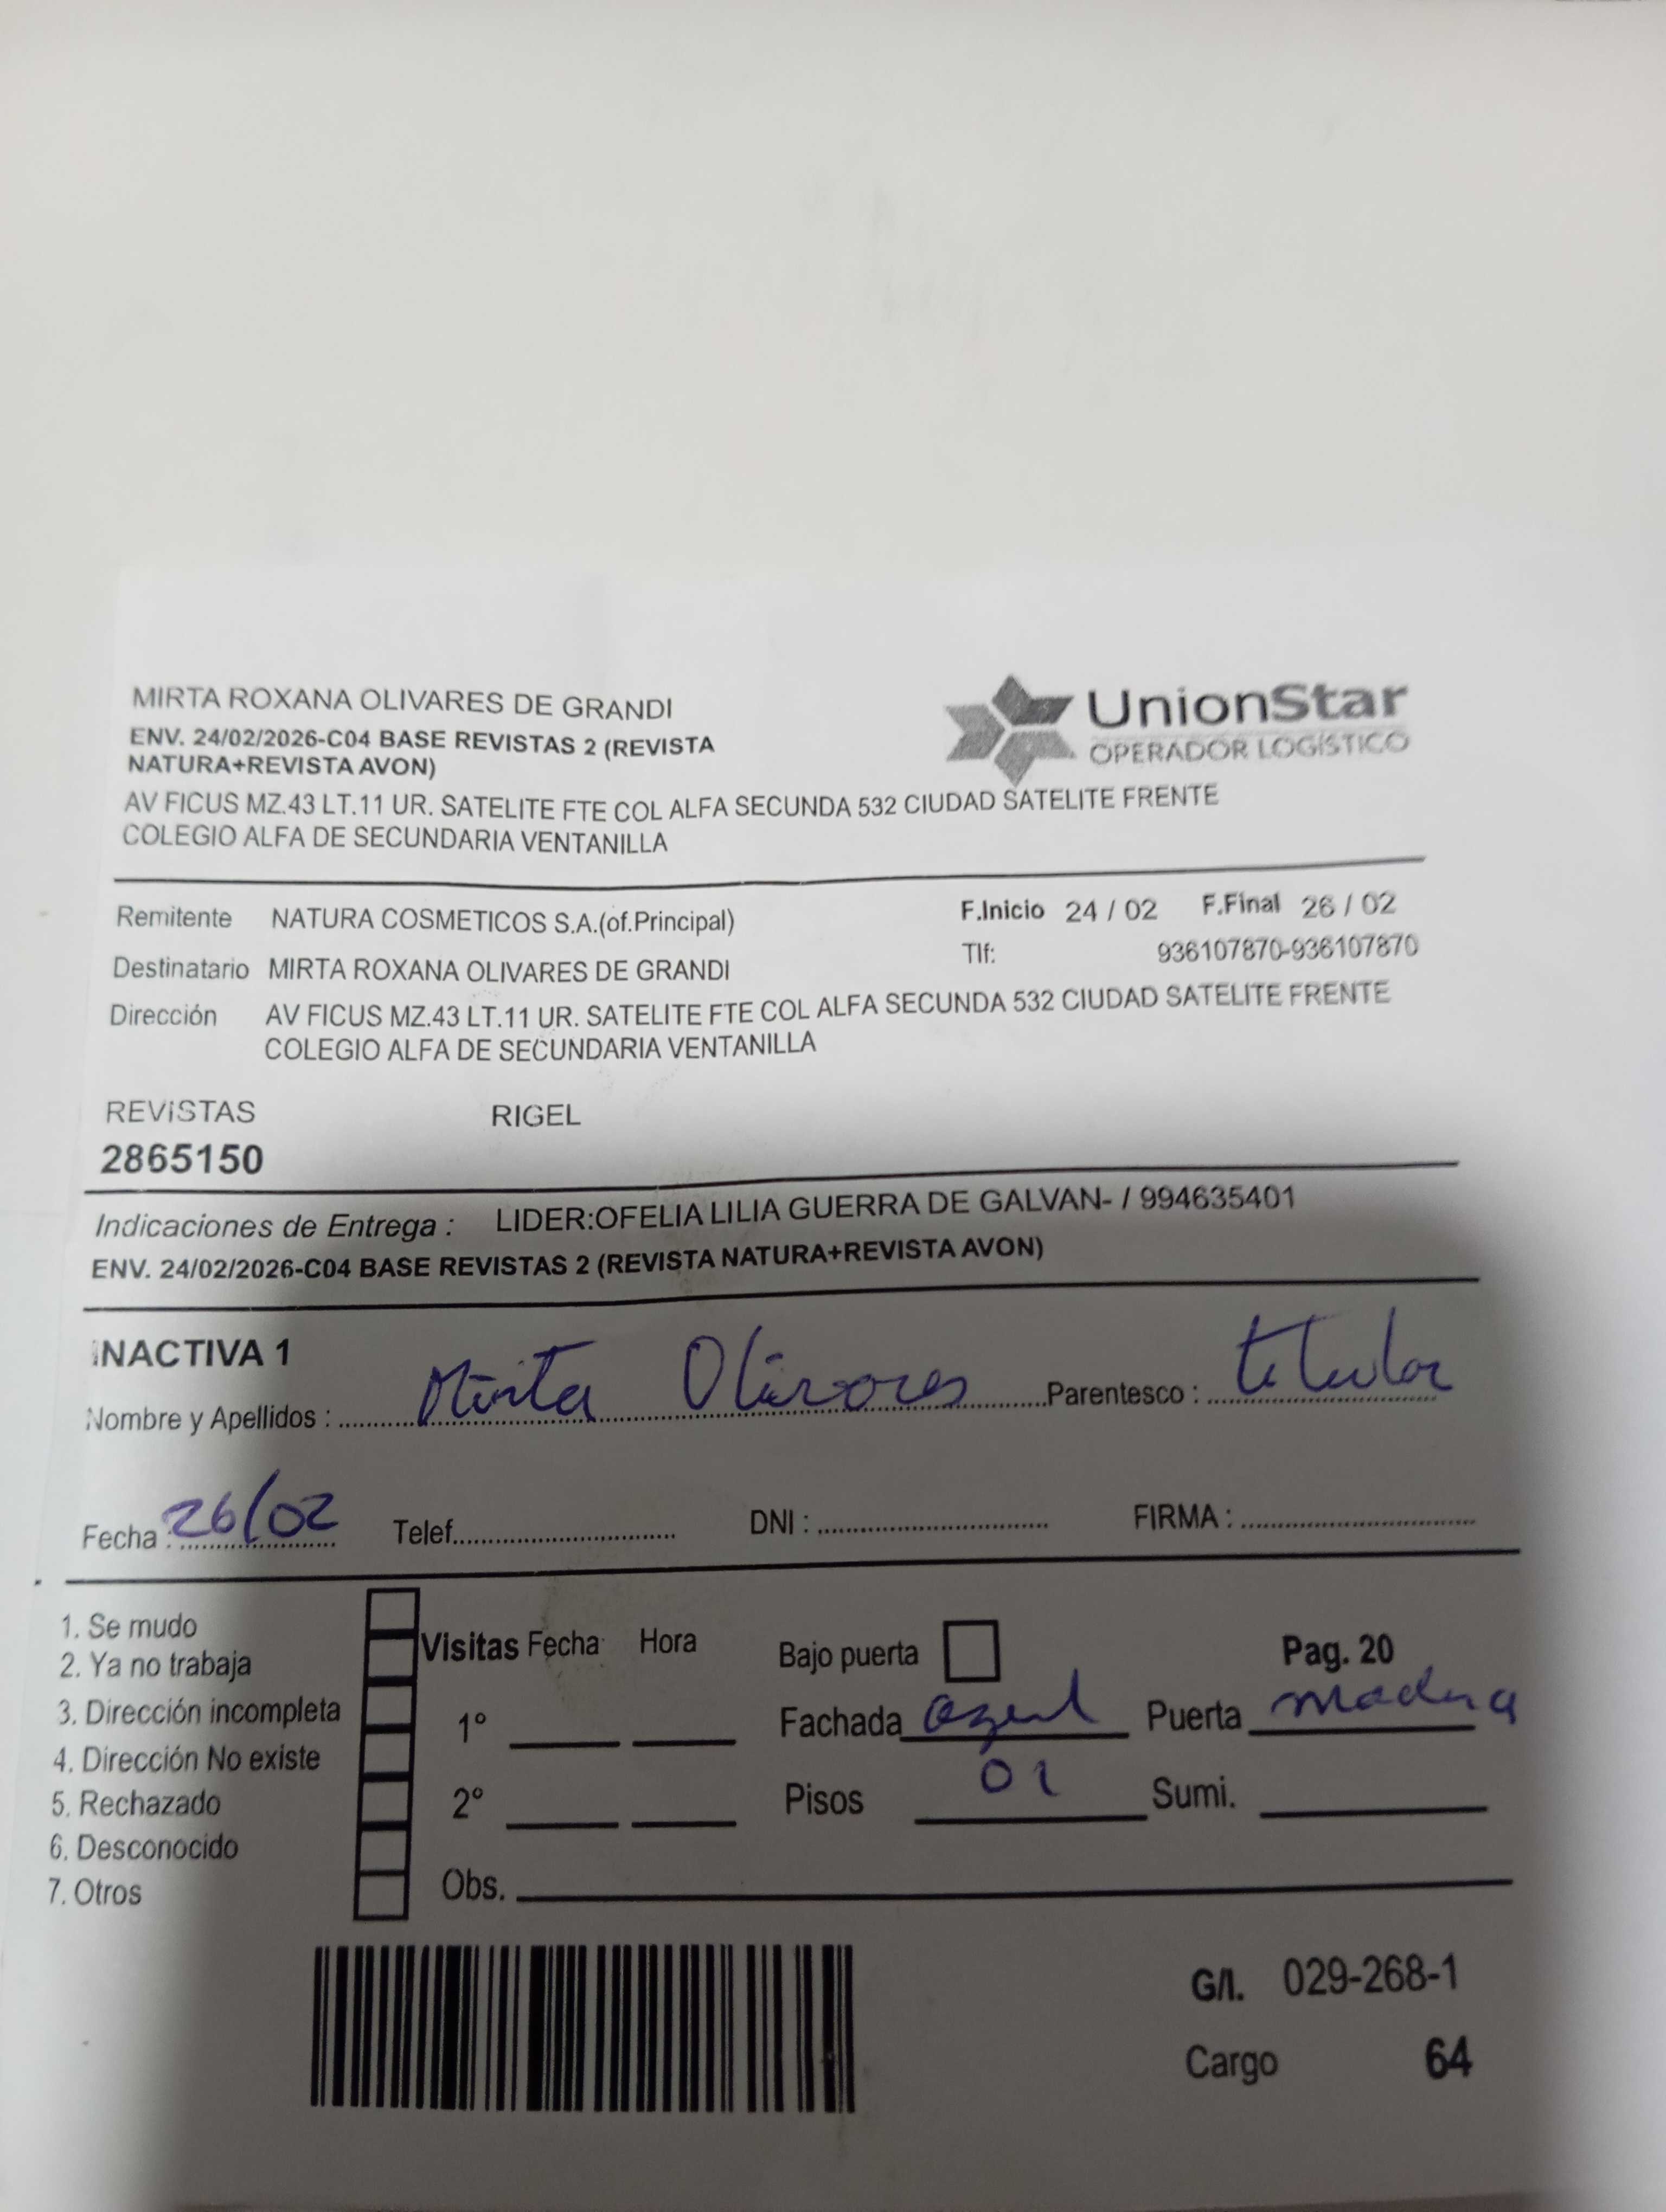 MIRTA ROXANA OLIVARES DE GRANDI
ENV. 24/02/2026-C04 BASE REVISTAS 2 (REVISTA
NATURA+REVISTA AVON)
UnionStar
OPERADOR LOGÍSTICO
AV FICUS MZ.43 LT.11 UR. SATELITE FTE COL ALFA SECUNDA 532 CIUDAD SATELITE FRENTE
COLEGIO ALFA DE SECUNDARIA VENTANILLA
Remitente NATURA COSMETICOS S.A.(of.Principal) F.Inicio 24 / 02 F.Final 26 / 02
Tlf: 936107870-936107870
Destinatario MIRTA ROXANA OLIVARES DE GRANDI
Dirección AV FICUS MZ.43 LT.11 UR. SATELITE FTE COL ALFA SECUNDA 532 CIUDAD SATELITE FRENTE
COLEGIO ALFA DE SECUNDARIA VENTANILLA
REVISTAS RIGEL
2865150
Indicaciones de Entrega : LIDER:OFELIA LILIA GUERRA DE GALVAN- / 994635401
ENV. 24/02/2026-C04 BASE REVISTAS 2 (REVISTA NATURA+REVISTA AVON)
INACTIVA 1
Nombre y Apellidos : Mirta Olivares Parentesco : titular
Fecha : 26/02 Telef. DNI : FIRMA :
1. Se mudo
2. Ya no trabaja
3. Dirección incompleta
4. Dirección No existe
5. Rechazado
6. Desconocido
7. Otros
Visitas Fecha Hora
1°
2°
Obs.
Bajo puerta Pag. 20
Fachada azul Puerta madera
Pisos 01 Sumi.
G/I. 029-268-1
Cargo 64